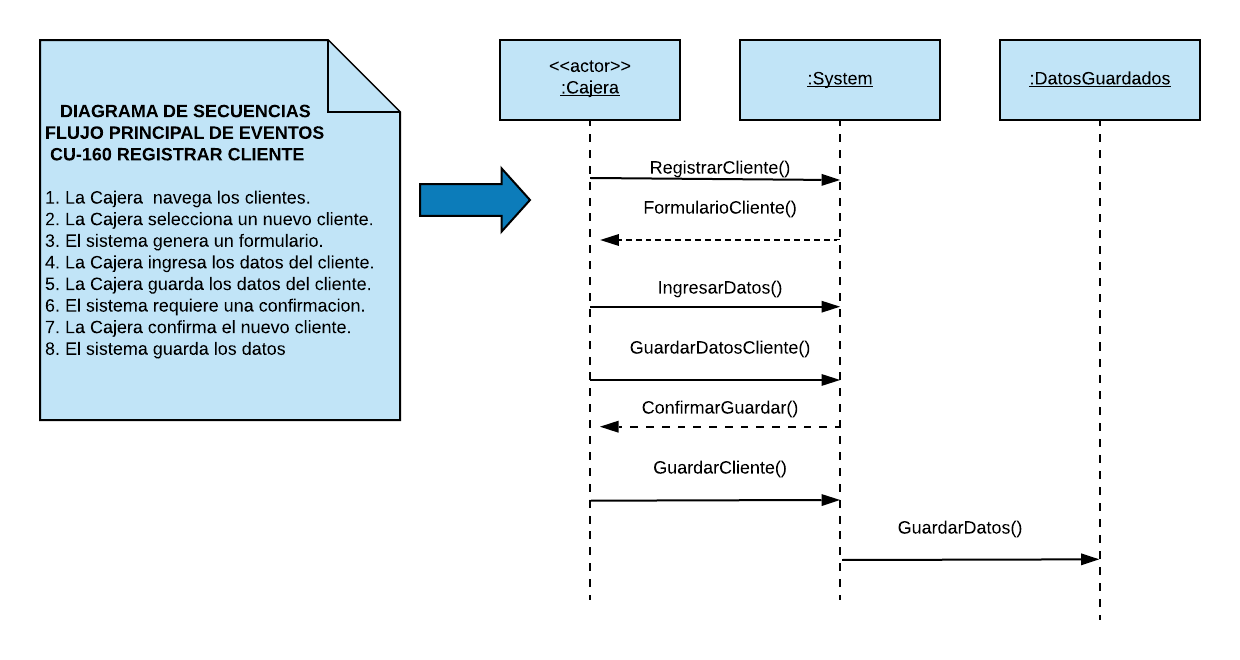 DIAGRAMA DE SECUENCIAS
FLUJO PRINCIPAL DE EVENTOS
CU-160 REGISTRAR CLIENTE
1. La Cajera navega los clientes.
2. La Cajera selecciona un nuevo cliente.
3. El sistema genera un formulario.
4. La Cajera ingresa los datos del cliente.
5. La Cajera guarda los datos del cliente.
6. El sistema requiere una confirmacion.
7. La Cajera confirma el nuevo cliente.
8. El sistema guarda los datos
<<actor>>
:Cajera
:System
:DatosGuardados
RegistrarCliente()
FormularioCliente()
IngresarDatos()
GuardarDatosCliente()
ConfirmarGuardar()
GuardarCliente()
GuardarDatos()